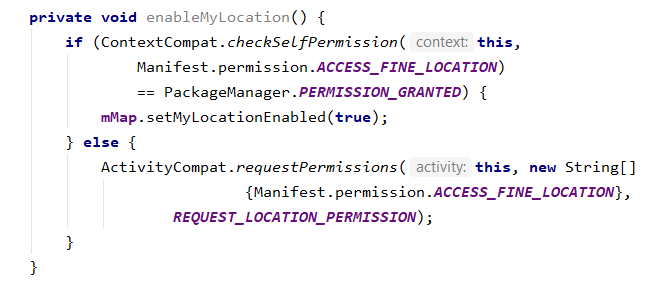 private void enableMyLocation() {
if (ContextCompat.checkSelfPermission( context: this,
Manifest.permission.ACCESS_FINE_LOCATION)
== PackageManager.PERMISSION_GRANTED) {
mMap.setMyLocationEnabled(true);
} else {
ActivityCompat.requestPermissions( activity: this, new String[]
{Manifest.permission.ACCESS_FINE_LOCATION},
REQUEST_LOCATION_PERMISSION);
}
}